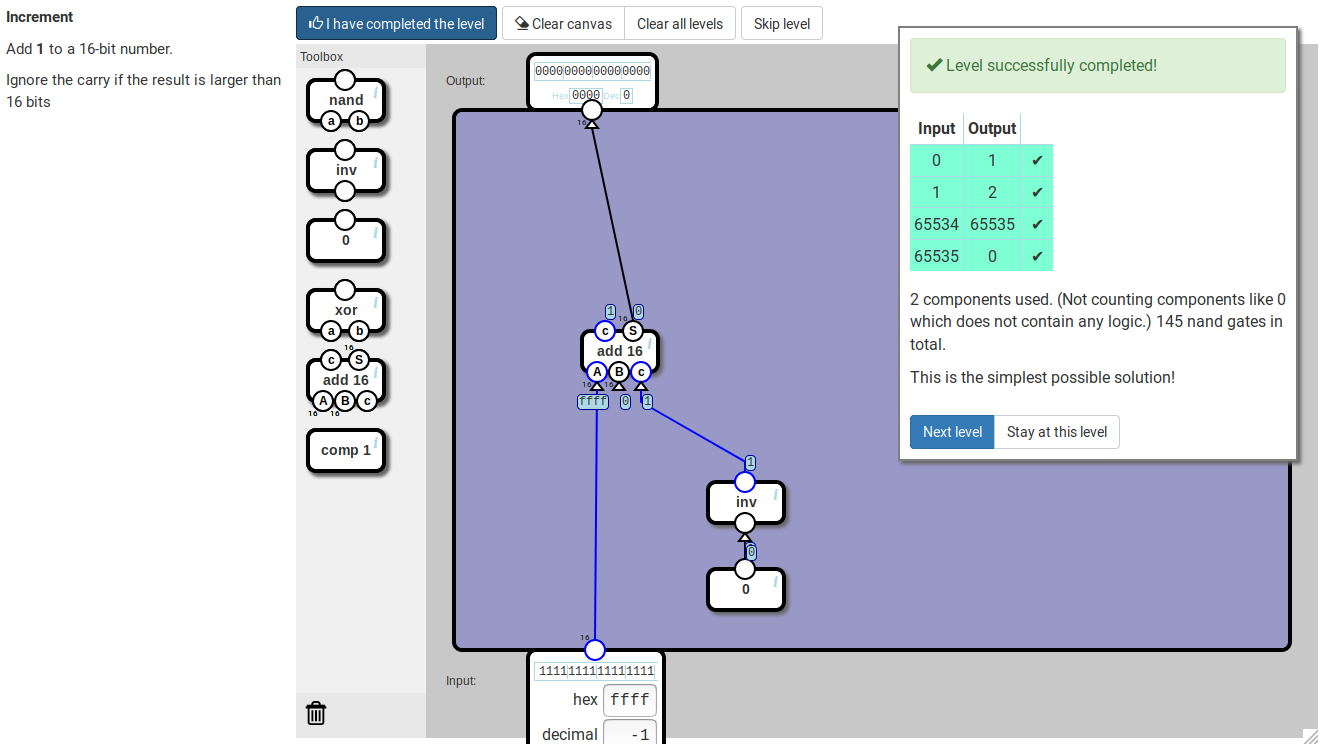 Increment
Add 1 to a 16-bit number.
Ignore the carry if the result is larger than
16 bits
I have completed the level
Clear canvas
Clear all levels
Skip level
Toolbox
nand
i
a
b
inv
i
0
i
xor
i
a
b
16
c
S
add 16
i
A
B
c
16
16
comp 1
i
Output:
0000000000000000
Hex 0000 Dec 0
16
1
16
0
c
S
add 16
i
A
B
c
16
16
ffff
0
1
1
inv
i
0
0
i
16
Input:
1111111111111111
hex ffff
decimal -1
Level successfully completed!
Input Output
0 1 ✔
1 2 ✔
65534 65535 ✔
65535 0 ✔
2 components used. (Not counting components like 0
which does not contain any logic.) 145 nand gates in
total.
This is the simplest possible solution!
Next level
Stay at this level